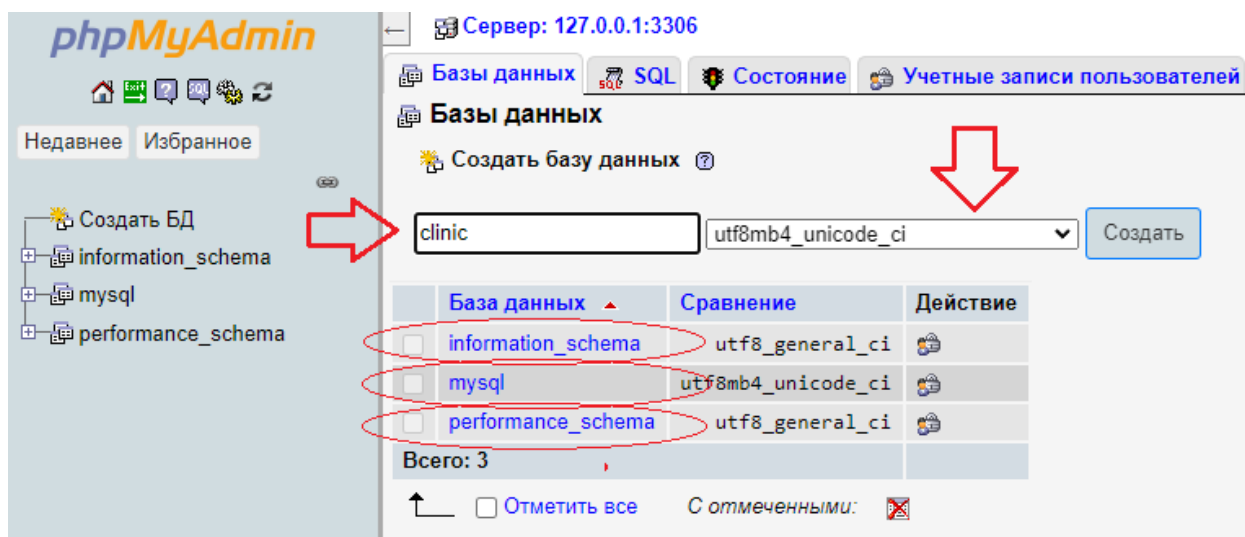 phpMyAdmin
Недавнее Избранное
Создать БД
information_schema
mysql
performance_schema
Сервер: 127.0.0.1:3306
Базы данных SQL Состояние Учетные записи пользователей
Базы данных
Создать базу данных
clinic utf8mb4_unicode_ci Создать
База данных Сравнение Действие
information_schema utf8_general_ci
mysql utf8mb4_unicode_ci
performance_schema utf8_general_ci
Всего: 3
Отметить все С отмеченными: